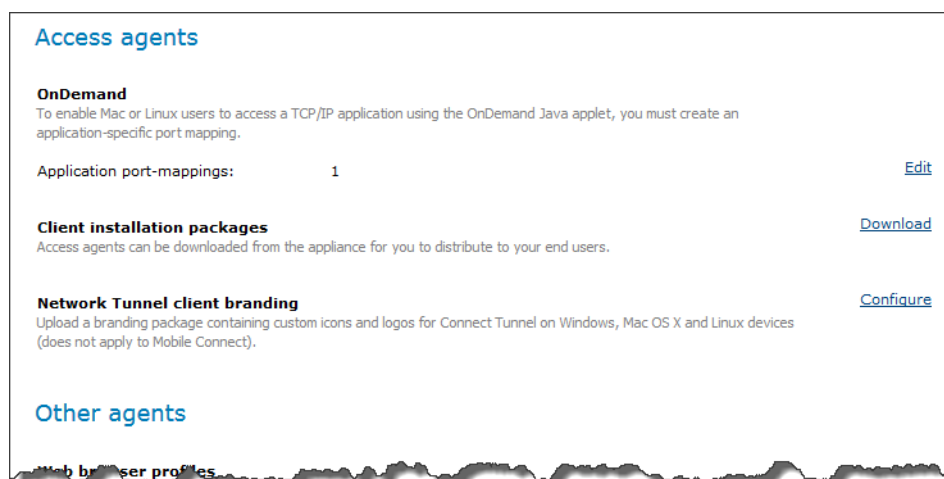 Access agents
OnDemand
To enable Mac or Linux users to access a TCP/IP application using the OnDemand Java applet, you must create an
application-specific port mapping.
Application port-mappings: 1 Edit
Client installation packages Download
Access agents can be downloaded from the appliance for you to distribute to your end users.
Network Tunnel client branding Configure
Upload a branding package containing custom icons and logos for Connect Tunnel on Windows, Mac OS X and Linux devices
(does not apply to Mobile Connect).
Other agents
Web browser profiles